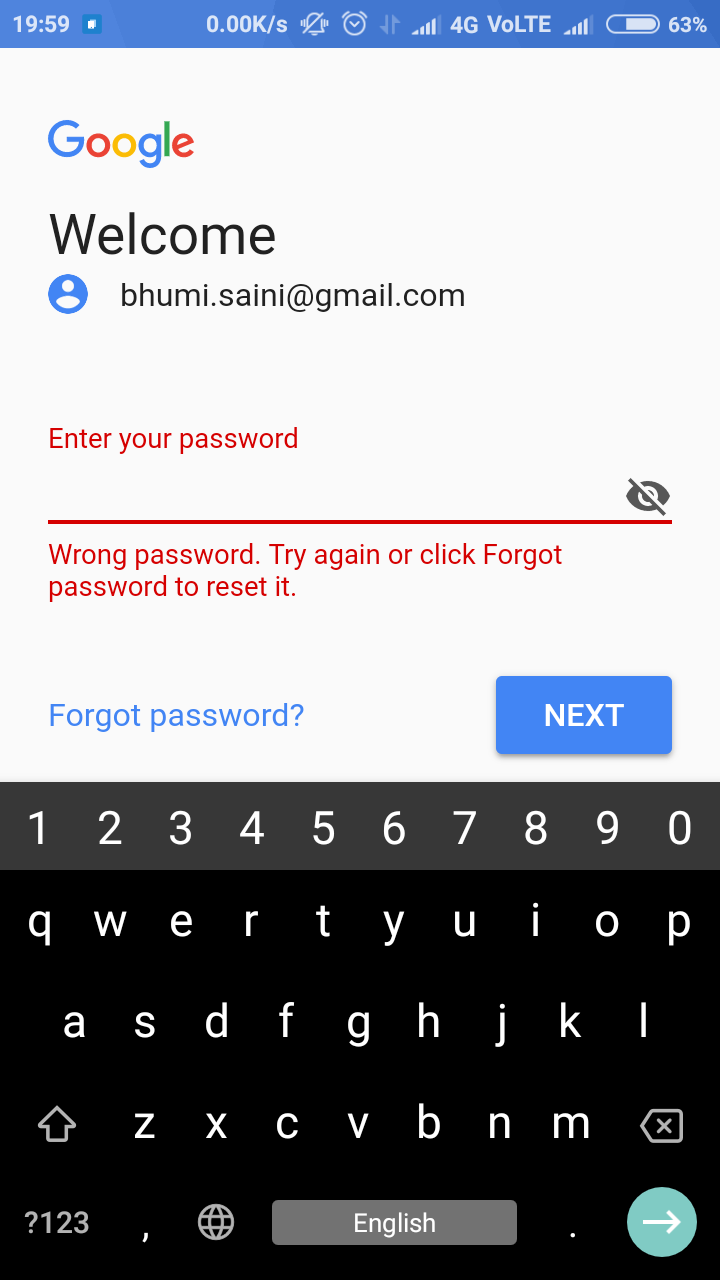 19:59 0.00K/s 4G VoLTE 63%
Google
Welcome
bhumi.saini@gmail.com
Enter your password
Wrong password. Try again or click Forgot
password to reset it.
Forgot password? NEXT
1 2 3 4 5 6 7 8 9 0
q w e r t y u i o p
a s d f g h j k l
z x c v b n m
?123 , English .